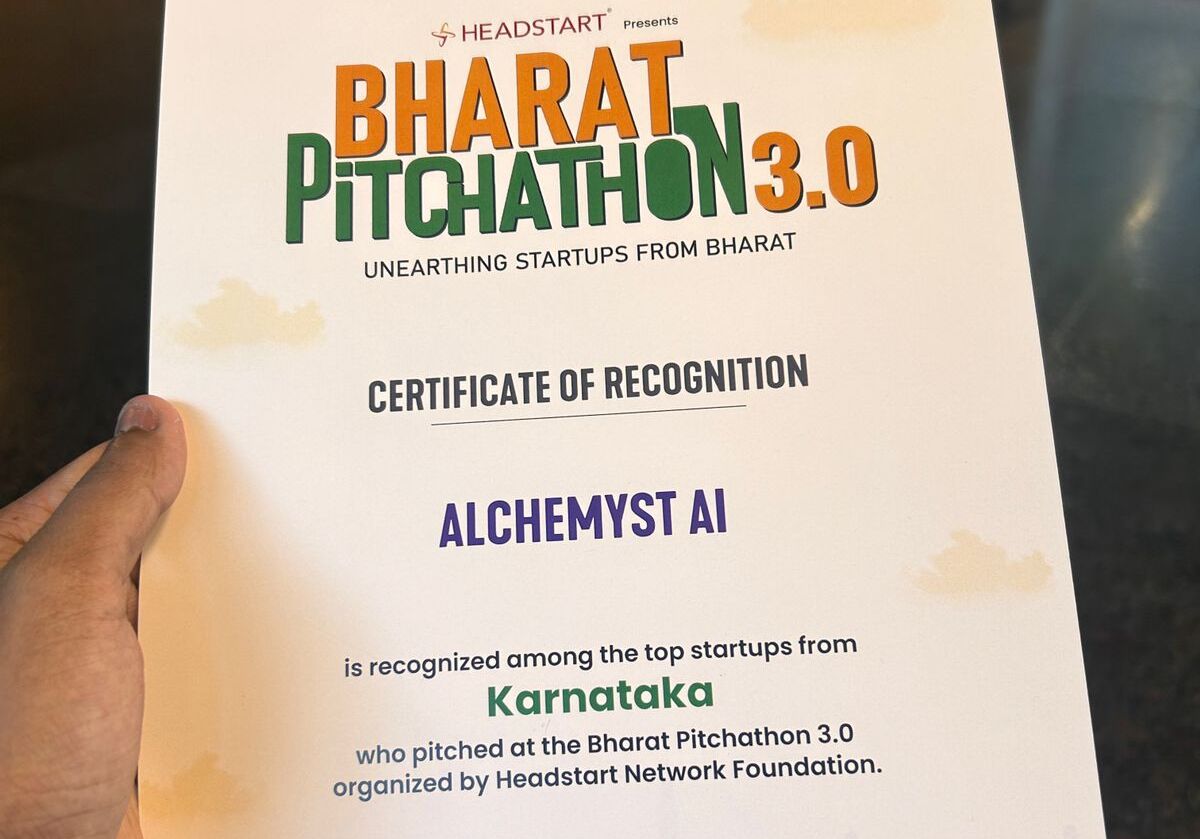 HEADSTART® Presents
BHARAT
PiTCHATHON 3.0
UNEARTHING STARTUPS FROM BHARAT
CERTIFICATE OF RECOGNITION
ALCHEMYST AI
is recognized among the top startups from
Karnataka
who pitched at the Bharat Pitchathon 3.0
organized by Headstart Network Foundation.